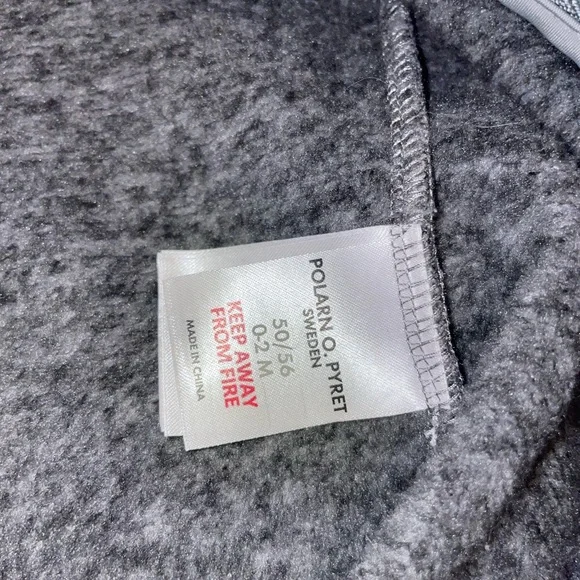 POLARN O. PYRET
SWEDEN
50/56
0-2 M
KEEP AWAY
FROM FIRE
MADE IN CHINA